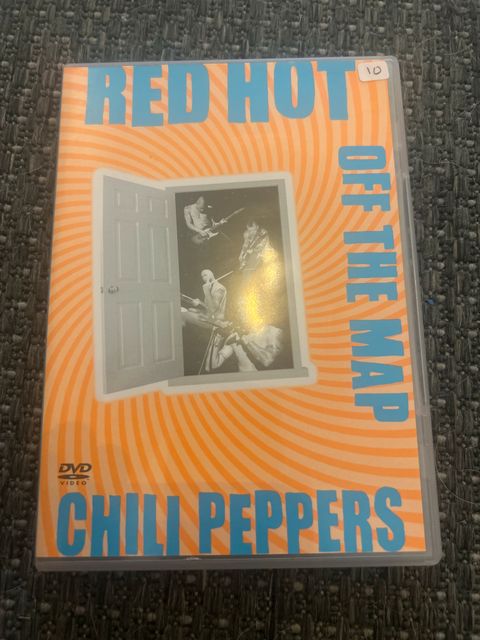 RED HOT
10
OFF THE MAP
DVD
VIDEO
CHILI PEPPERS